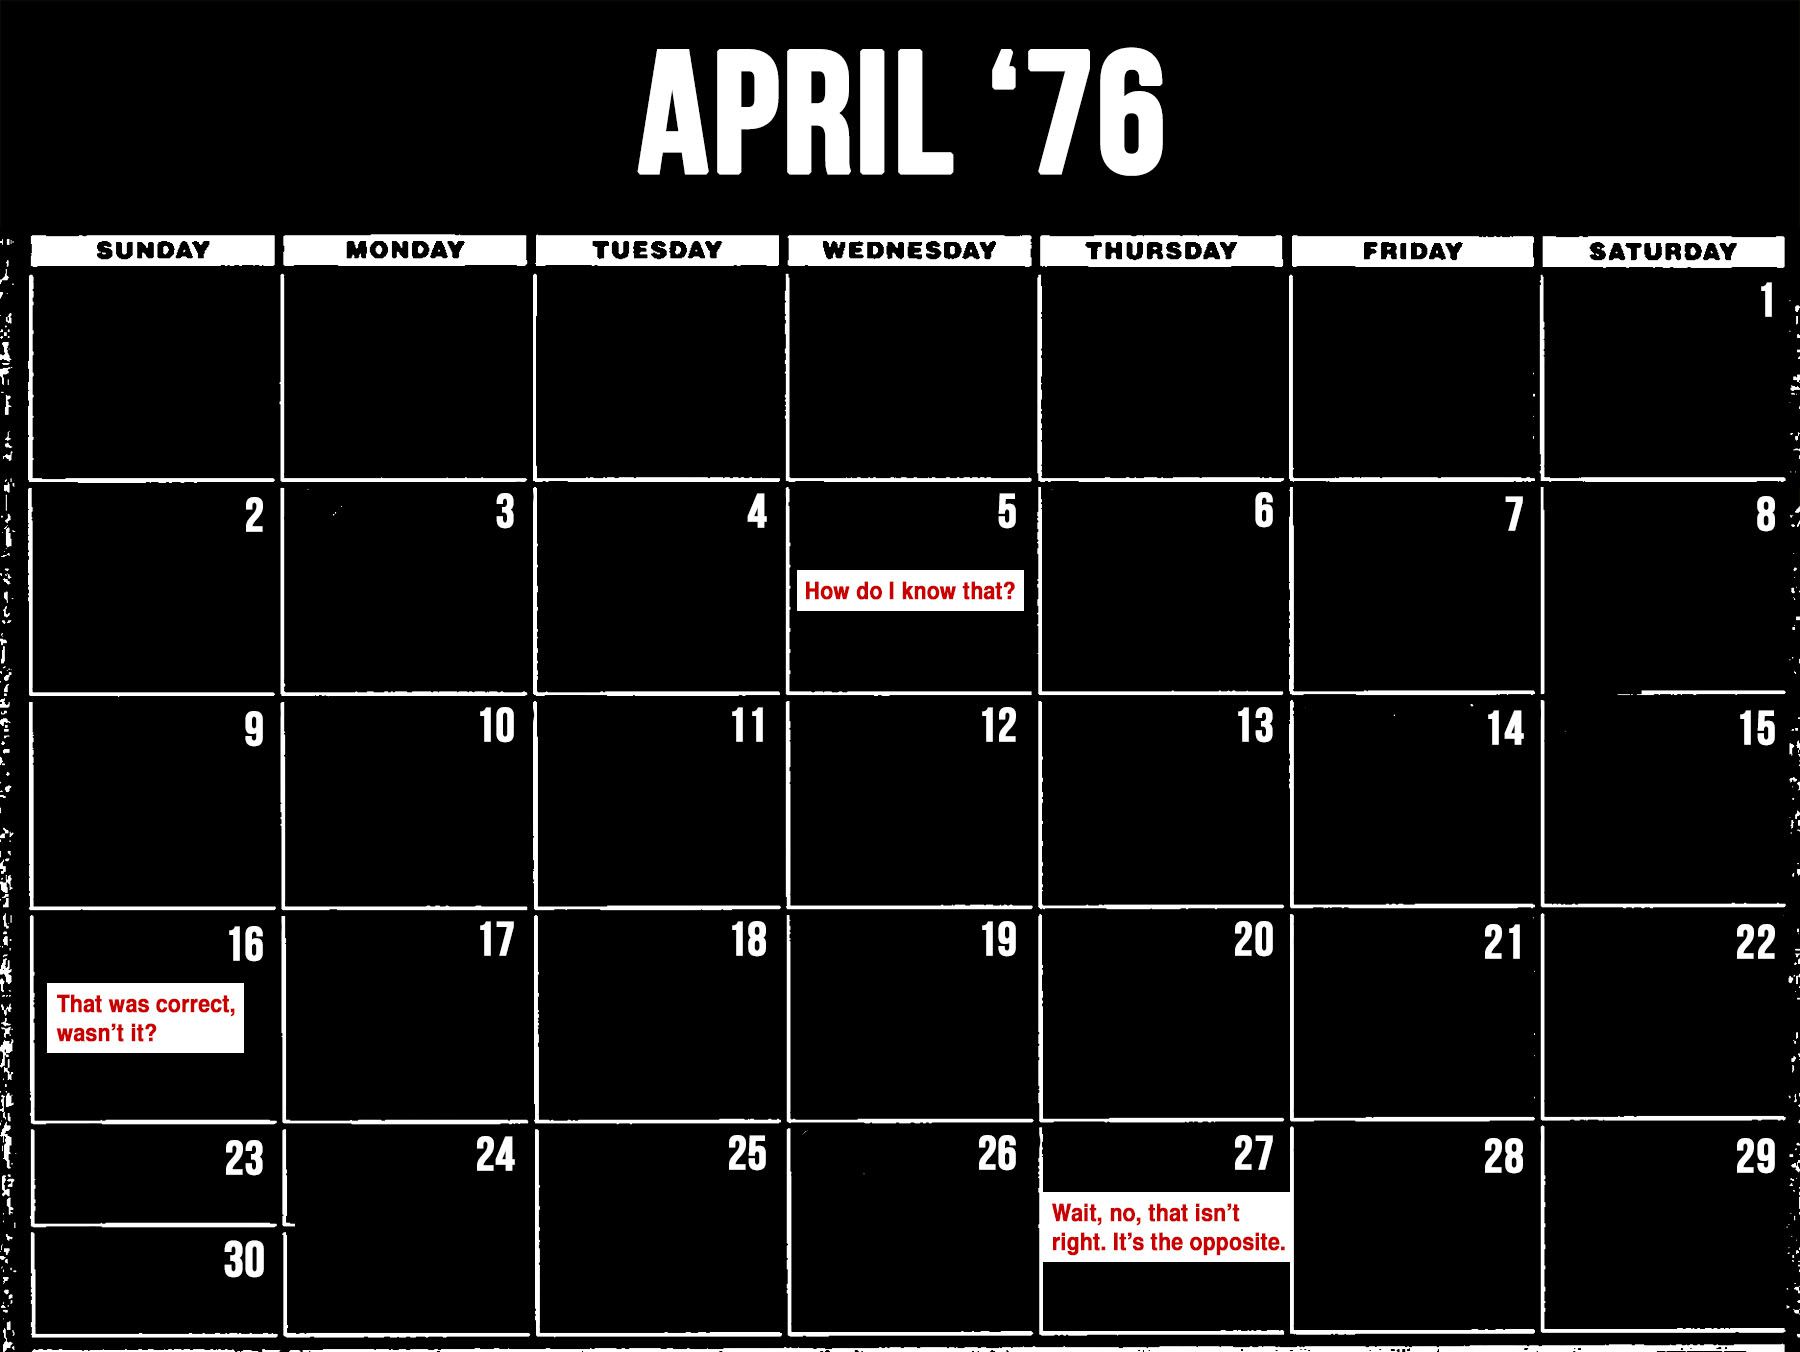 APRIL ‘76
SUNDAY MONDAY TUESDAY WEDNESDAY THURSDAY FRIDAY SATURDAY
1
2 3 4 5 6 7 8
How do I know that?
9 10 11 12 13 14 15
16 17 18 19 20 21 22
That was correct,
wasn’t it?
23 24 25 26 27 28 29
Wait, no, that isn’t
right. It’s the opposite.
30